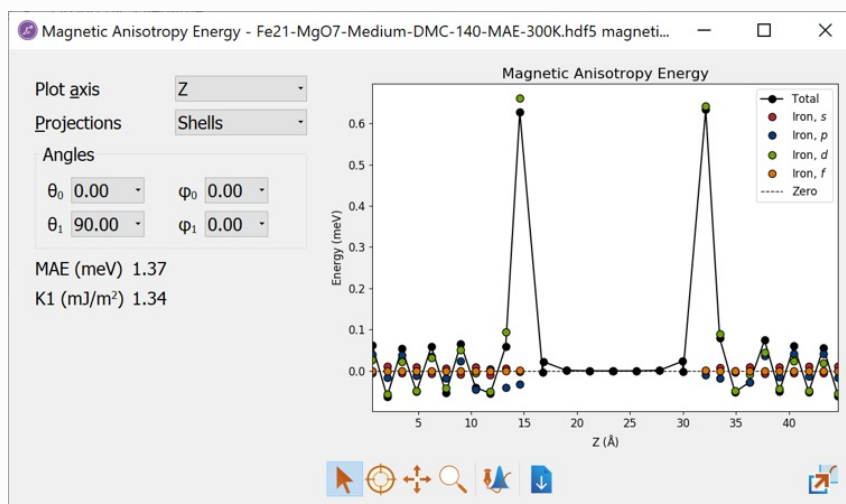 Magnetic Anisotropy Energy - Fe21-MgO7-Medium-DMC-140-MAE-300K.hdf5 magneti...
Plot axis Z
Projections Shells
Angles
θ0 0.00 φ0 0.00
θ1 90.00 φ1 0.00
MAE (meV) 1.37
K1 (mJ/m²) 1.34
Magnetic Anisotropy Energy
Total
Iron, s
Iron, p
Iron, d
Iron, f
Zero
Energy (meV)
0.6
0.5
0.4
0.3
0.2
0.1
0.0
5 10 15 20 25 30 35 40
Z (Å)